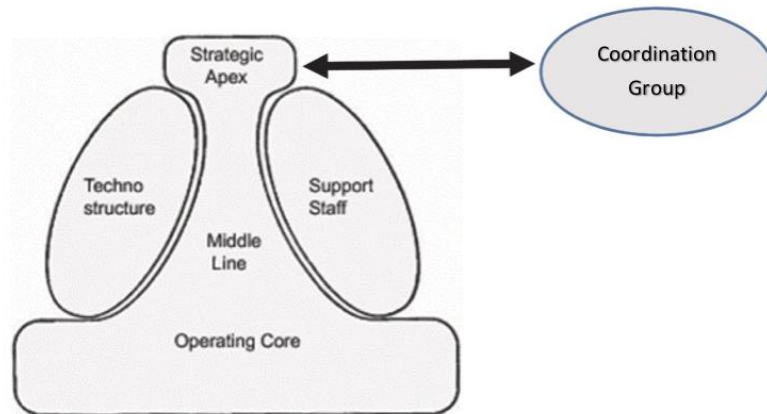 Strategic
Apex
Coordination
Group
Techno
structure
Support
Staff
Middle
Line
Operating Core